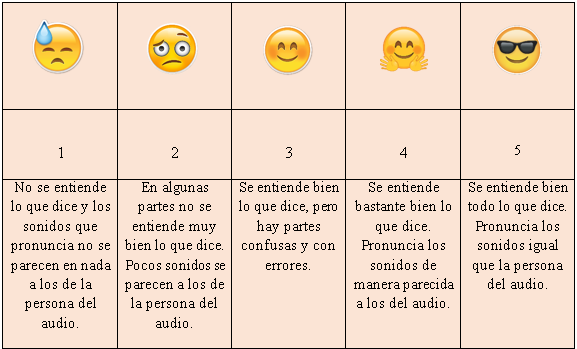 1
2
3
4
5
No se entiende
lo que dice y los
sonidos que
pronuncia no se
parecen en nada
a los de la
persona del
audio.
En algunas
partes no se
entiende muy
bien lo que dice.
Pocos sonidos se
parecen a los de
la persona del
audio.
Se entiende bien
lo que dice, pero
hay partes
confusas y con
errores.
Se entiende
bastante bien lo
que dice.
Pronuncia los
sonidos de
manera parecida
a los del audio.
Se entiende bien
todo lo que dice.
Pronuncia los
sonidos igual
que la persona
del audio.